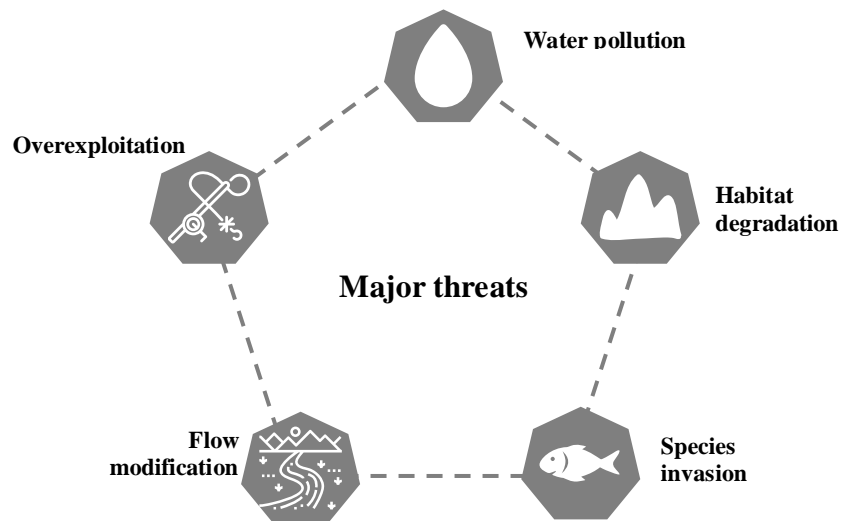 Water pollution
Overexploitation
Habitat
degradation
Major threats
Flow
modification
Species
invasion